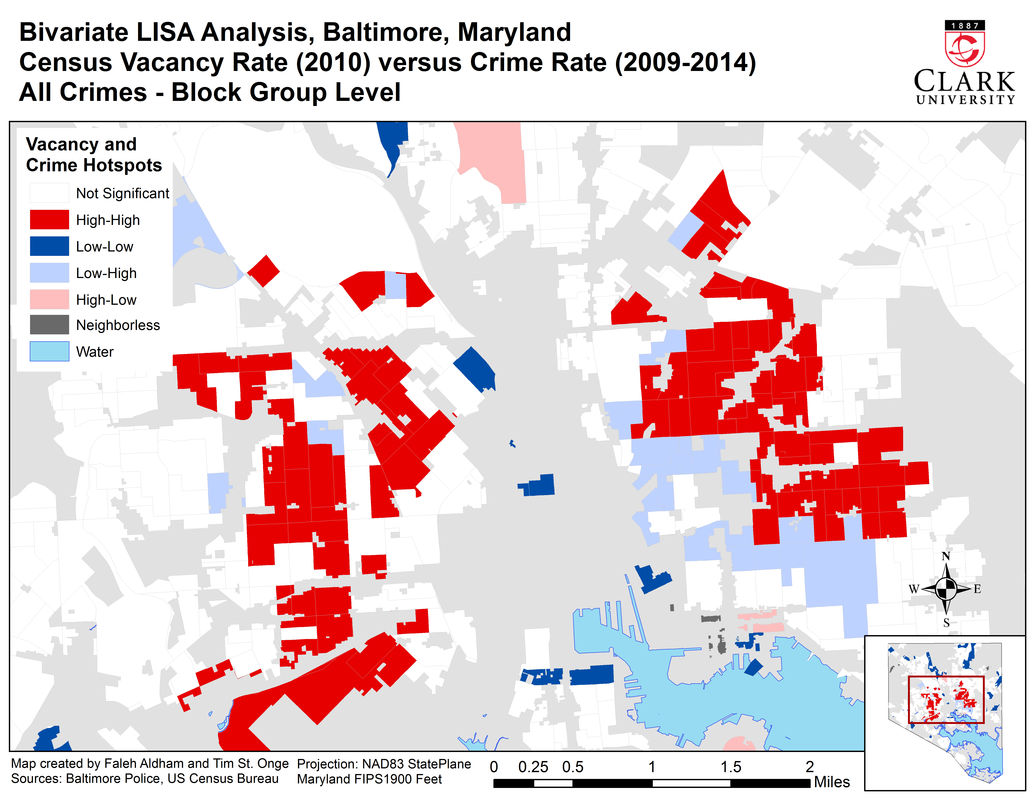 Bivariate LISA Analysis, Baltimore, Maryland
Census Vacancy Rate (2010) versus Crime Rate (2009-2014)
All Crimes - Block Group Level
1887
CLARK
UNIVERSITY
Vacancy and
Crime Hotspots
Not Significant
High-High
Low-Low
Low-High
High-Low
Neighborless
Water
N
W E
S
Map created by Faleh Aldham and Tim St. Onge
Sources: Baltimore Police, US Census Bureau
Projection: NAD83 StatePlane
Maryland FIPS1900 Feet
0 0.25 0.5 1 1.5 2
Miles